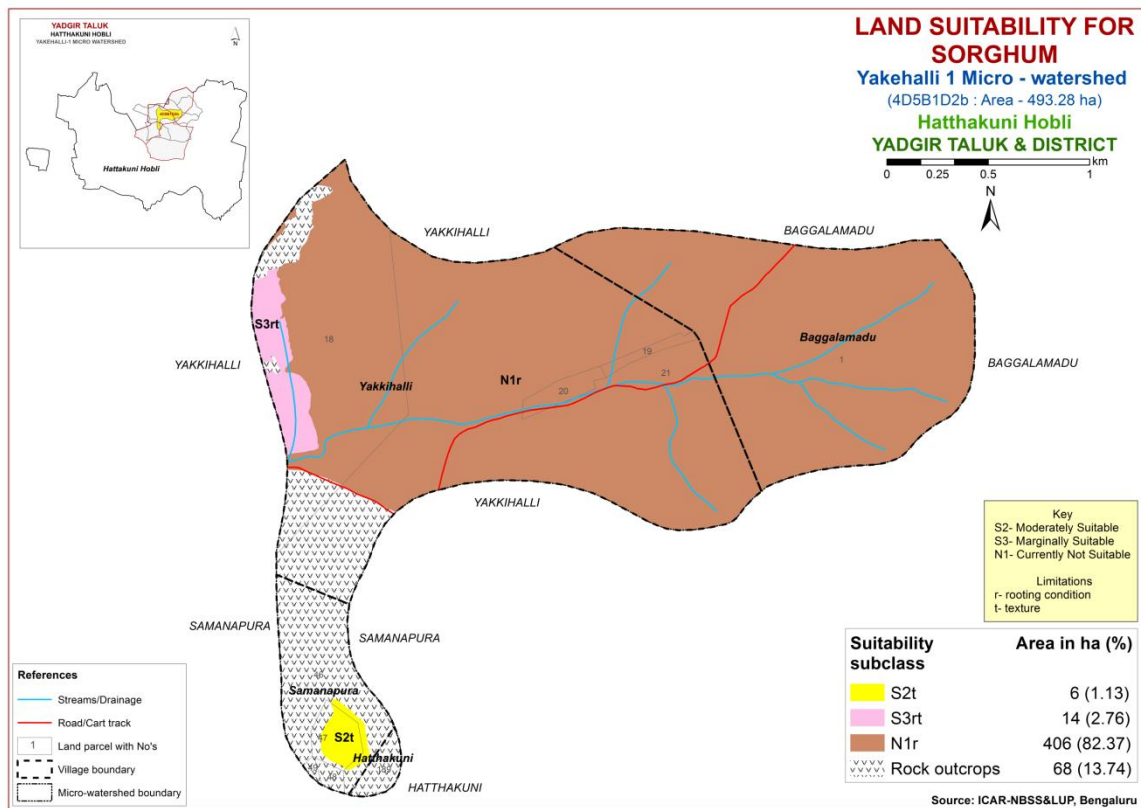 YADGIR TALUK
HATTHAKUNI HOBLI
YAKEHALLI-1 MICRO WATERSHED
N
Hattakuni Hobli
LAND SUITABILITY FOR
SORGHUM
Yakehalli 1 Micro - watershed
(4D5B1D2b : Area - 493.28 ha)
Hatthakuni Hobli
YADGIR TALUK & DISTRICT
km
0 0.25 0.5 1
N
YAKKIHALLI
BAGGALAMADU
S3rt
18
YAKKIHALLI
Yakkihalli
N1r
19
20
21
Baggalamadu
1
BAGGALAMADU
YAKKIHALLI
SAMANAPURA
SAMANAPURA
Samanapura
47
S2t
Hatthakuni
49
48
189
HATTHAKUNI
Key
S2- Moderately Suitable
S3- Marginally Suitable
N1- Currently Not Suitable
Limitations
r- rooting condition
t- texture
Suitability Area in ha (%)
subclass
S2t 6 (1.13)
S3rt 14 (2.76)
N1r 406 (82.37)
Rock outcrops 68 (13.74)
References
Streams/Drainage
Road/Cart track
1 Land parcel with No's
Village boundary
Micro-watershed boundary
Source: ICAR-NBSS&LUP, Bengaluru